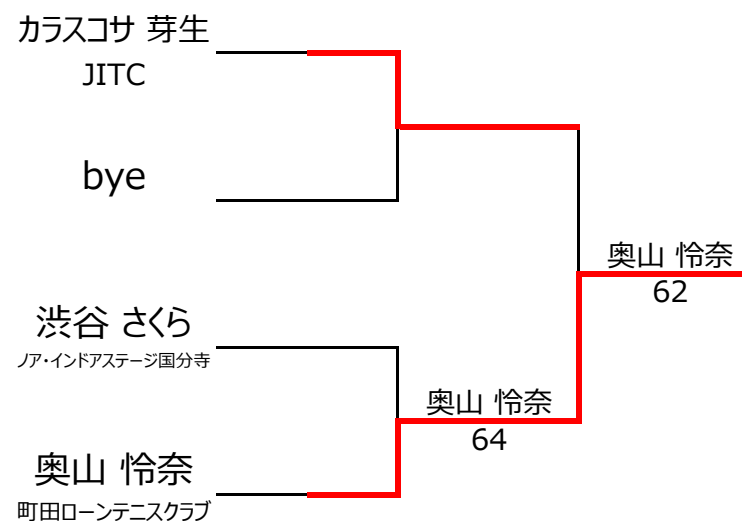 カラスコサ 芽生
JITC
bye
奥山 怜奈
62
渋谷 さくら
ノア・インドアステージ国分寺
奥山 怜奈
64
奥山 怜奈
町田ローンテニスクラブ